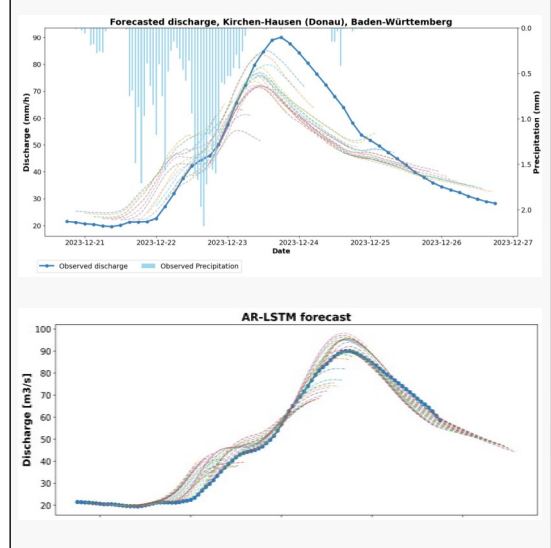 Forecasted discharge, Kirchen-Hausen (Donau), Baden-Württemberg
Discharge (mm/h)
90
80
70
60
50
40
30
20
0.0
0.5
1.0
1.5
2.0
Precipitation (mm)
2023-12-21 2023-12-22 2023-12-23 2023-12-24 2023-12-25 2023-12-26 2023-12-27
Date
Observed discharge Observed Precipitation
AR-LSTM forecast
Discharge [m3/s]
100
90
80
70
60
50
40
30
20